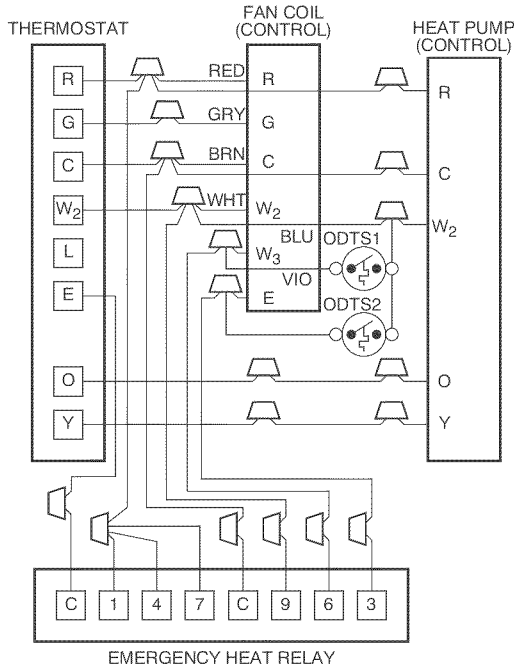 FAN COIL
(CONTROL)
THERMOSTAT
HEAT PUMP
(CONTROL)
R
RED
R
R
G
GRY
G
C
BRN
C
C
W2
WHT
W2
W2
L
BLU
W3
ODTS1
E
VIO
E
ODTS2
O
O
Y
Y
C
1
4
7
C
9
6
3
EMERGENCY HEAT RELAY